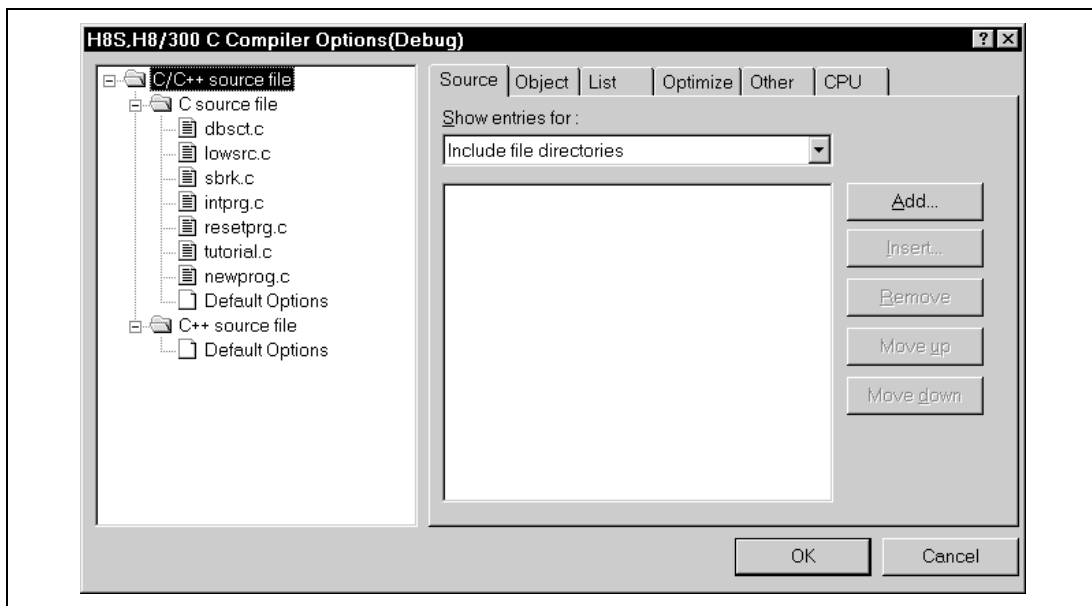 H8S,H8/300 C Compiler Options(Debug)
C/C++ source file
C source file
dbsct.c
lowsrc.c
sbrk.c
intprg.c
resetprg.c
tutorial.c
newprog.c
Default Options
C++ source file
Default Options
Source Object List Optimize Other CPU
Show entries for :
Include file directories
Add...
Insert...
Remove
Move up
Move down
OK Cancel